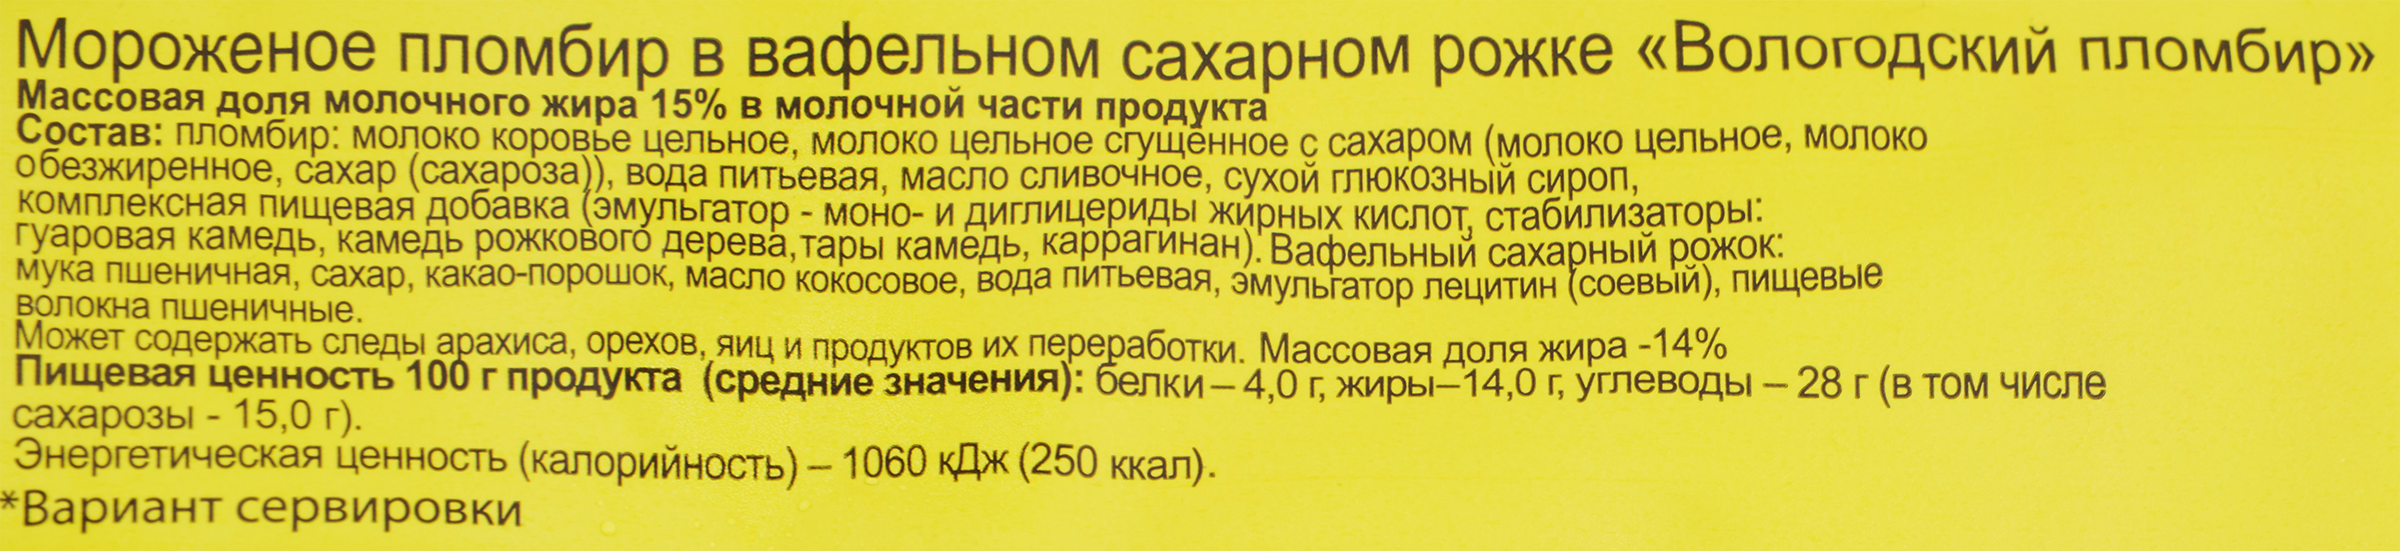 Мороженое пломбир в вафельном сахарном рожке «Вологодский пломбир»
Массовая доля молочного жира 15% в молочной части продукта
Состав: пломбир: молоко коровье цельное, молоко цельное сгущённое с сахаром (молоко цельное, молоко
обезжиренное, сахар (сахароза)), вода питьевая, масло сливочное, сухой глюкозный сироп,
комплексная пищевая добавка (эмульгатор - моно- и диглицериды жирных кислот, стабилизаторы:
гуаровая камедь, камедь рожкового дерева, тары камедь, каррагинан). Вафельный сахарный рожок:
мука пшеничная, сахар, какао-порошок, масло кокосовое, вода питьевая, эмульгатор лецитин (соевый), пищевые
волокна пшеничные.
Может содержать следы арахиса, орехов, яиц и продуктов их переработки. Массовая доля жира -14%
Пищевая ценность 100 г продукта (средние значения): белки – 4,0 г, жиры–14,0 г, углеводы – 28 г (в том числе
сахарозы - 15,0 г).
Энергетическая ценность (калорийность) – 1060 кДж (250 ккал).
*Вариант сервировки